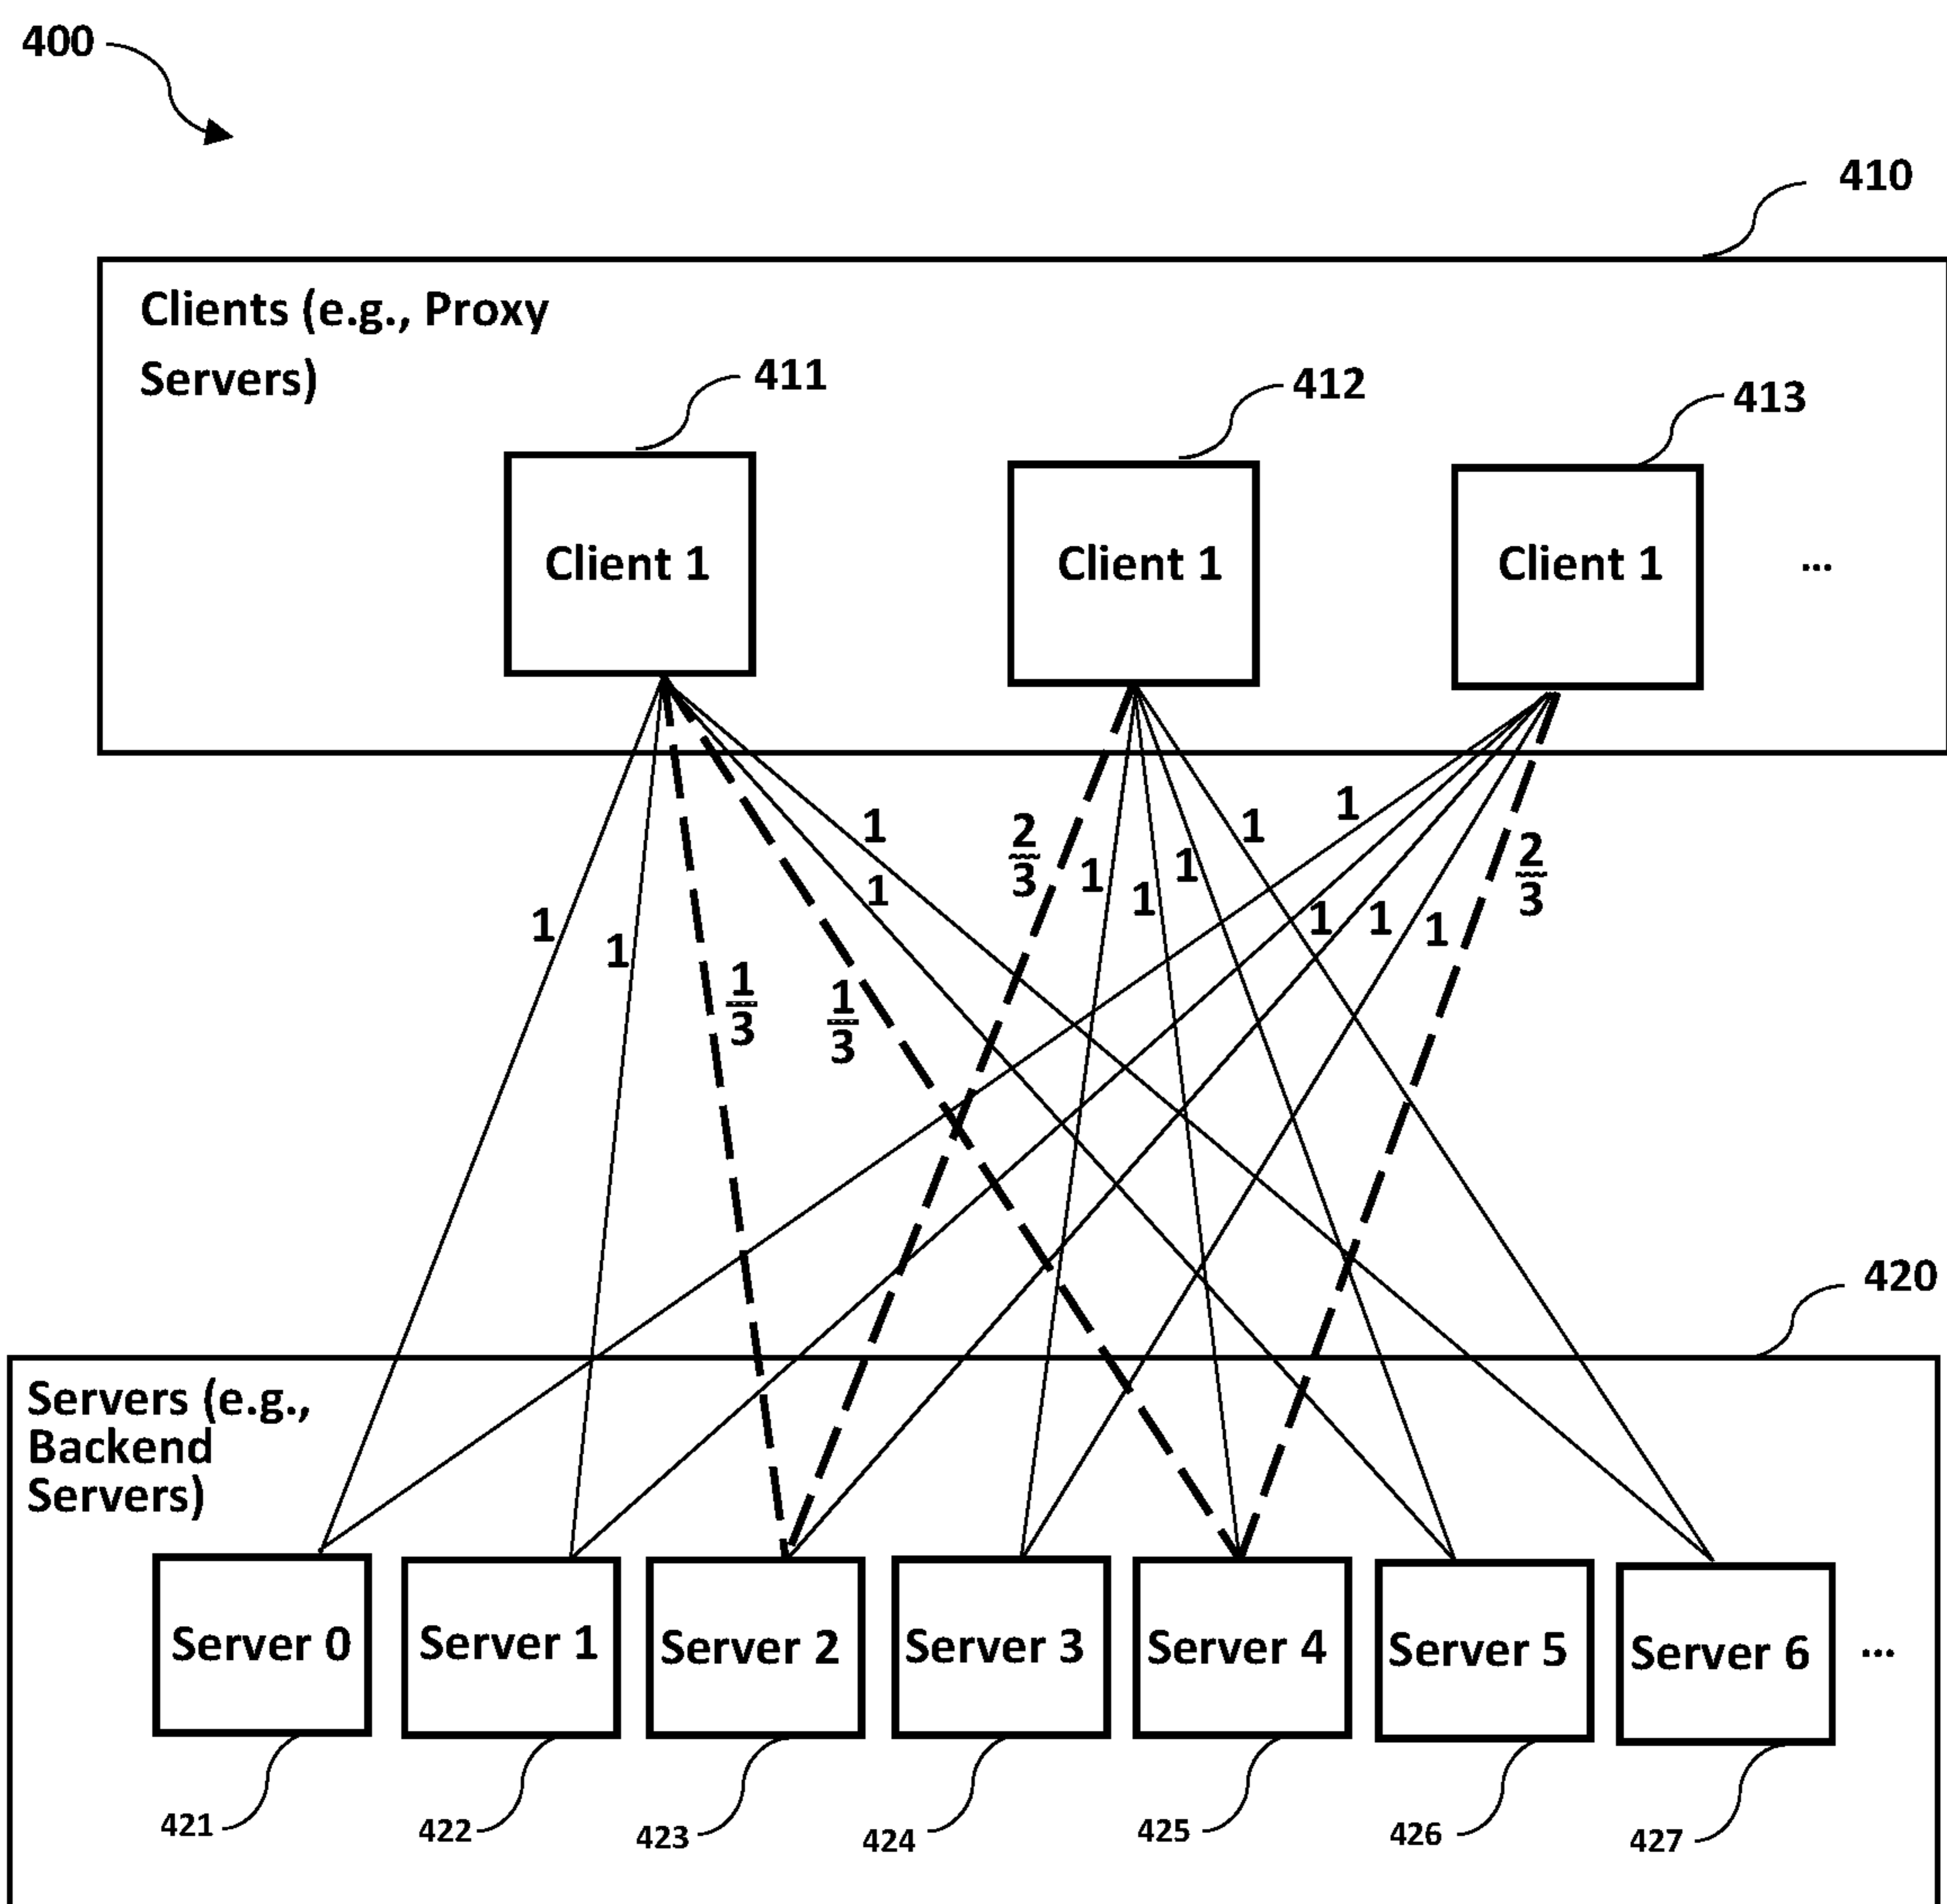 400
410
Clients (e.g., Proxy
Servers)
411
412
413
Client 1
Client 1
Client 1
...
1
1
1
3
1
3
1
1
2
3
1
1
1
1
1
1
1
1
2
3
420
Servers (e.g.,
Backend
Servers)
Server 0
Server 1
Server 2
Server 3
Server 4
Server 5
Server 6
...
421
422
423
424
425
426
427